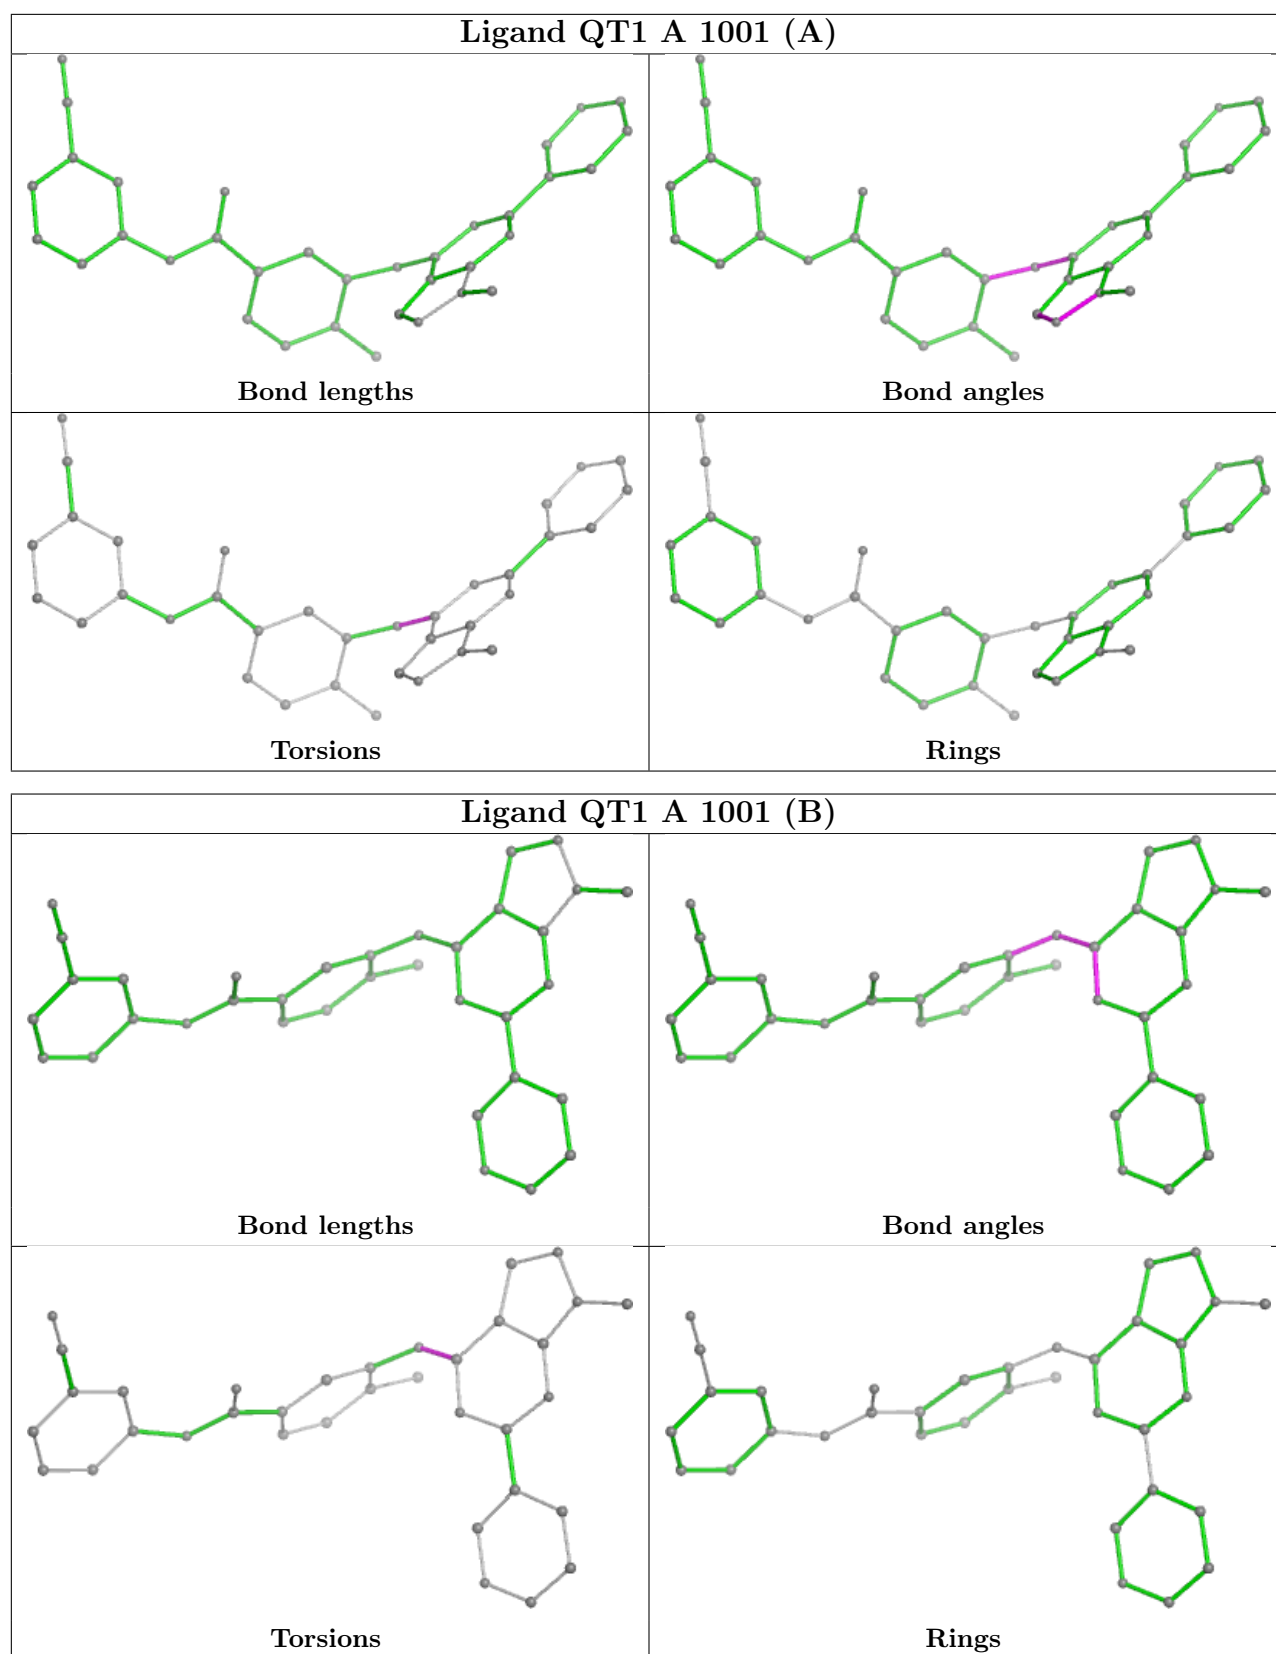 Ligand QT1 A 1001 (A)
Bond lengths
Bond angles
Torsions
Rings
Ligand QT1 A 1001 (B)
Bond lengths
Bond angles
Torsions
Rings